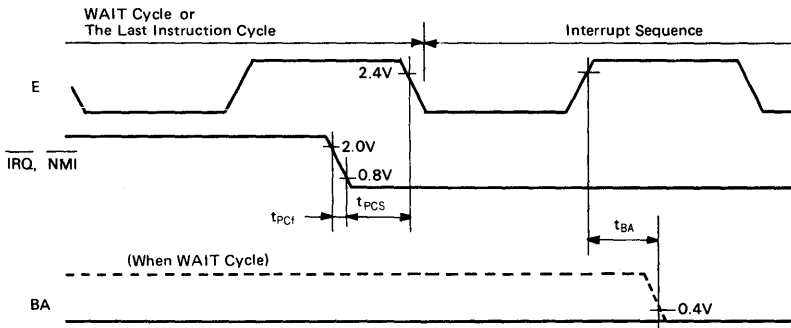 WAIT Cycle or
The Last Instruction Cycle
Interrupt Sequence
E
2.4V
IRQ, NMI
2.0V
0.8V
tPCf
tPCS
tBA
(When WAIT Cycle)
BA
0.4V